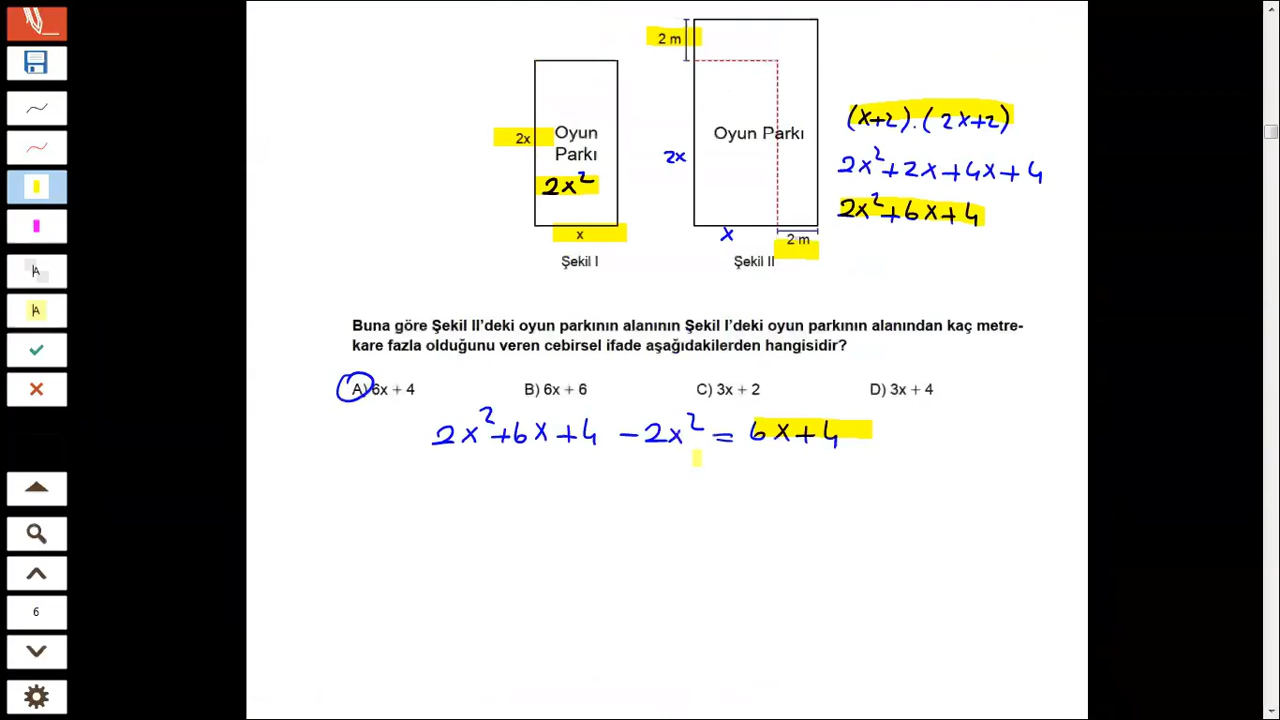 2 m
(x+2).(2x+2)
2x
Oyun
Parkı
Oyun Parkı
2x
2x²+2x+4x+4
2x²
2x²+6x+4
x
x
2 m
Şekil I
Şekil II
Buna göre Şekil II'deki oyun parkının alanının Şekil I'deki oyun parkının alanından kaç metre-
kare fazla olduğunu veren cebirsel ifade aşağıdakilerden hangisidir?
A) 6x + 4 B) 6x + 6 C) 3x + 2 D) 3x + 4
2x²+6x+4 -2x² = 6x+4
A
A
6